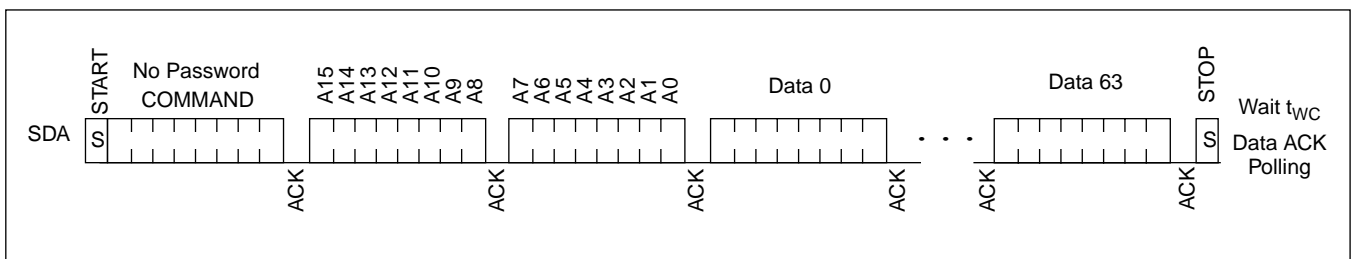 START
No Password
COMMAND
A15
A14
A13
A12
A11
A10
A9
A8
A7
A6
A5
A4
A3
A2
A1
A0
Data 0
Data 63
STOP
SDA
S
S
Wait tWC
Data ACK
Polling
. . .
ACK
ACK
ACK
ACK
ACK
ACK